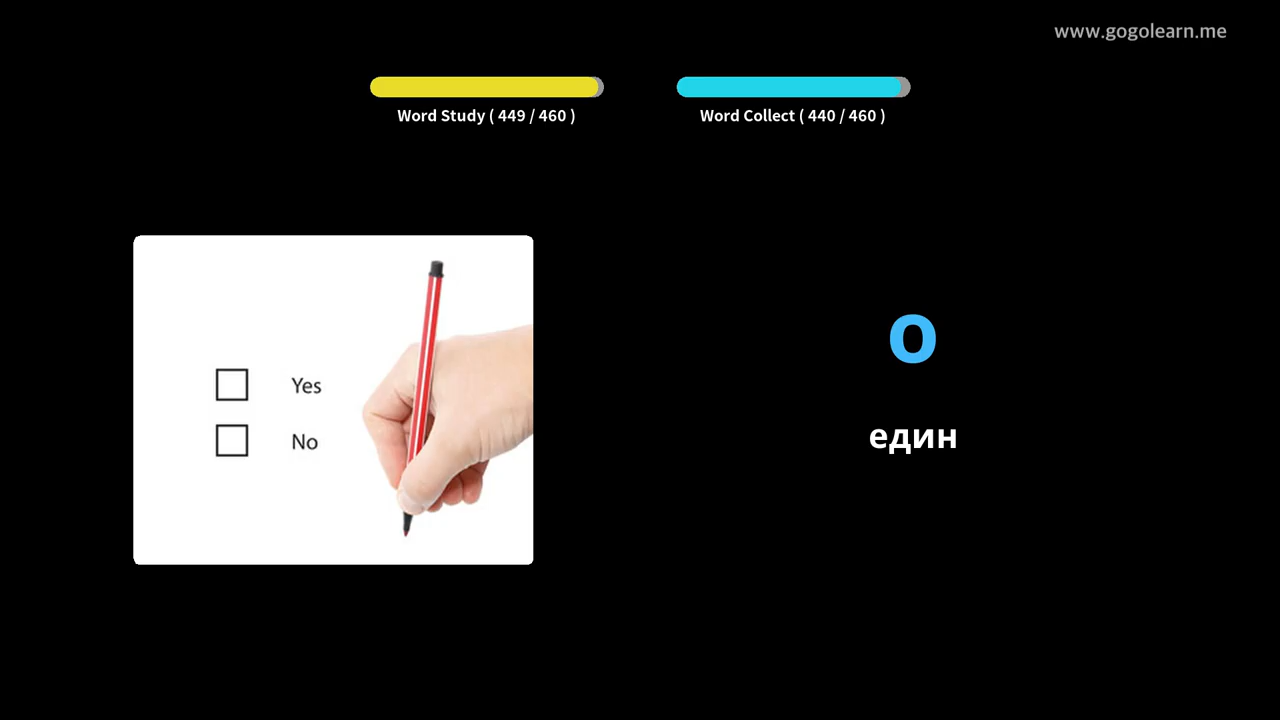 www.gogolearn.me
Word Study ( 449 / 460 )
Word Collect ( 440 / 460 )
Yes
No
o
един